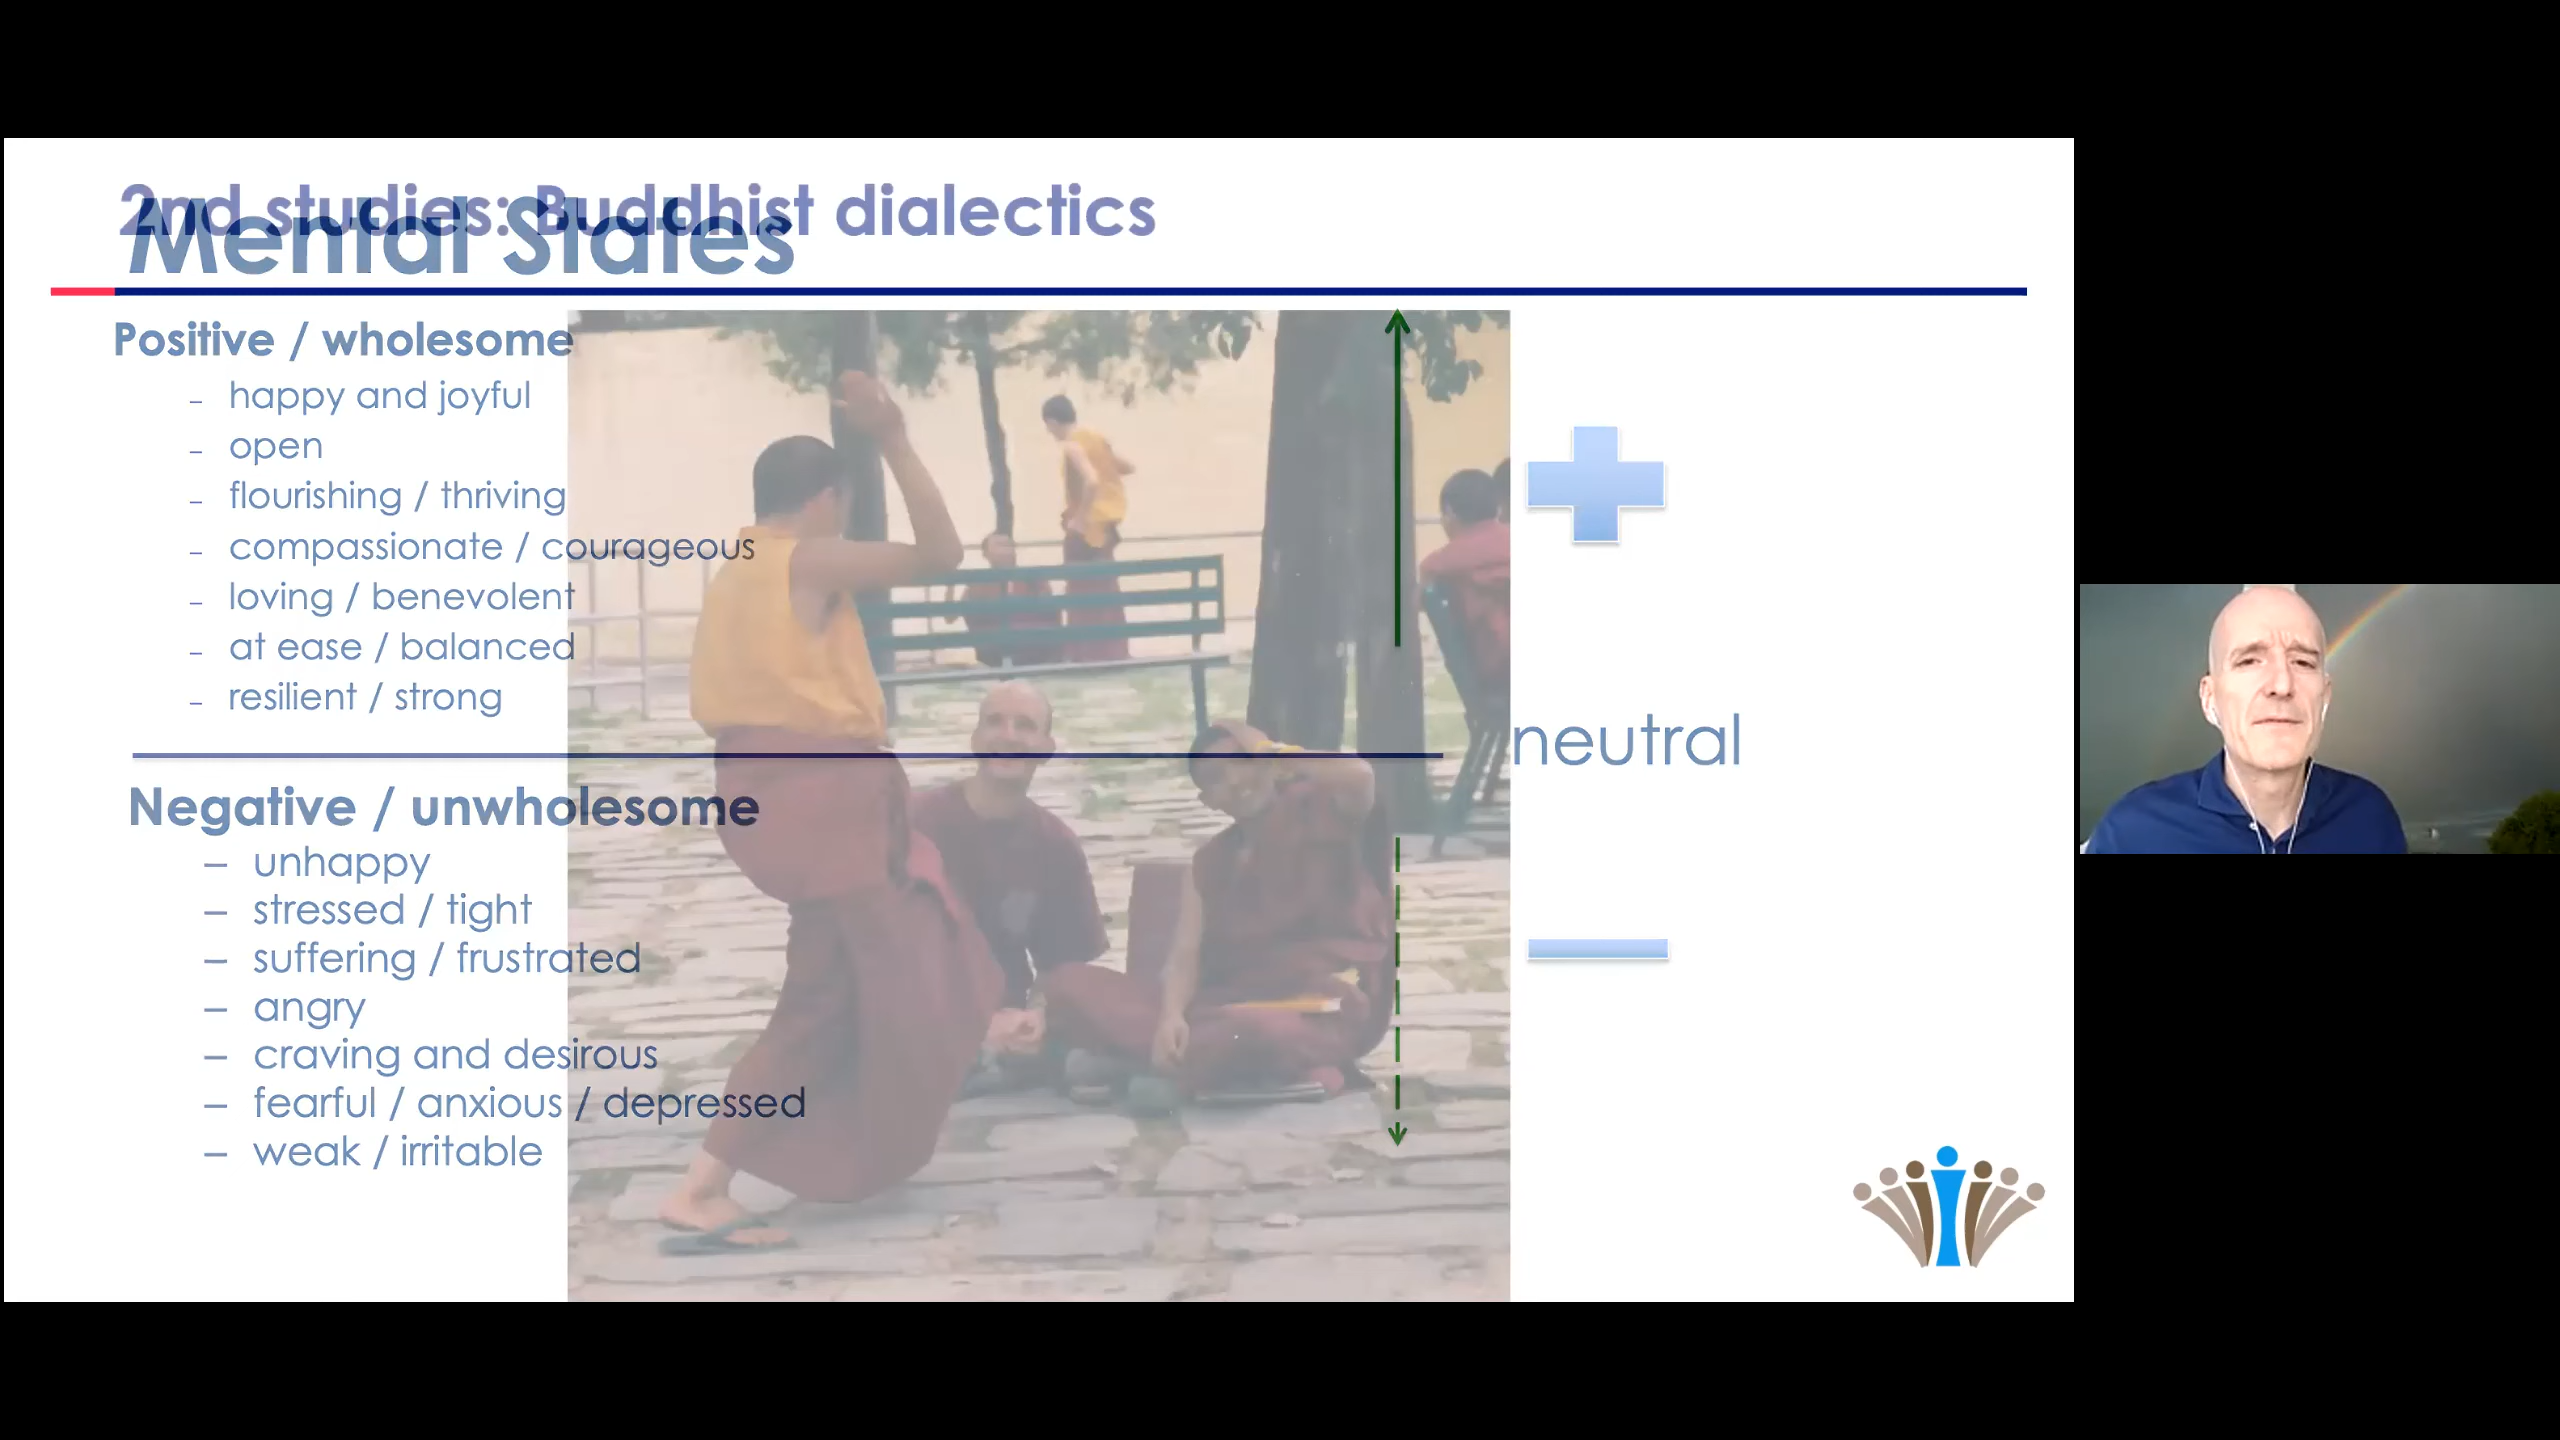 2nd studies: Buddhist dialectics
Mental States
Positive / wholesome
– happy and joyful
– open
– flourishing / thriving
– compassionate / courageous
– loving / benevolent
– at ease / balanced
– resilient / strong
neutral
Negative / unwholesome
– unhappy
– stressed / tight
– suffering / frustrated
– angry
– craving and desirous
– fearful / anxious / depressed
– weak / irritable